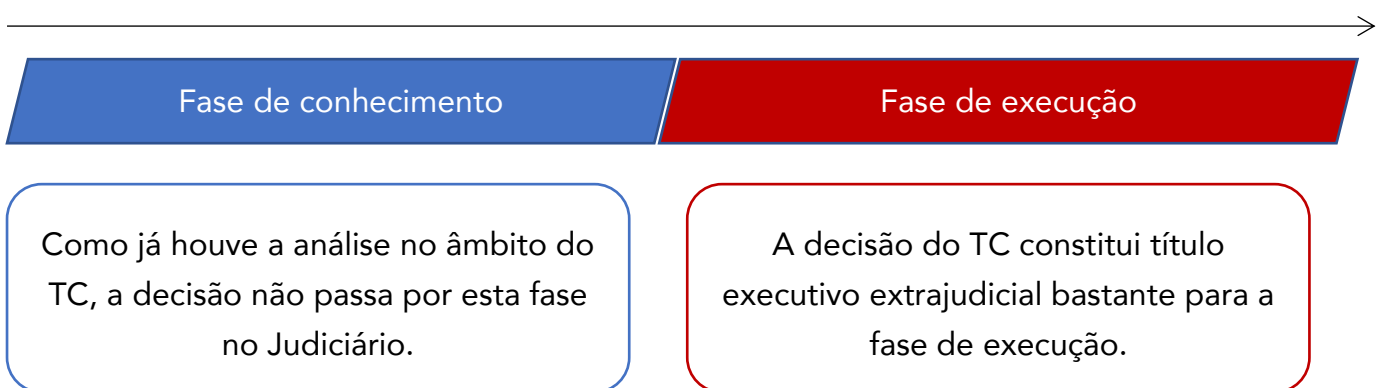 Fase de conhecimento
Fase de execução
Como já houve a análise no âmbito do
TC, a decisão não passa por esta fase
no Judiciário.
A decisão do TC constitui título
executivo extrajudicial bastante para a
fase de execução.